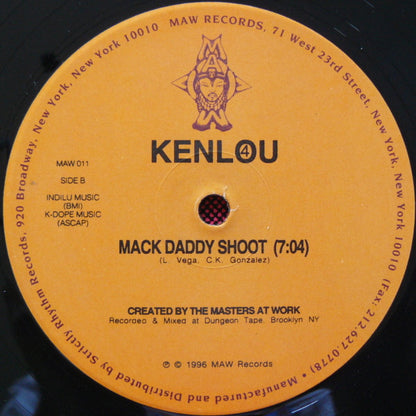 MAW RECORDS, 71 West 23rd Street, New York, New York 10010 (Fax: 212.627.0778) • Manufactured and Distributed by Strictly Rhythm Records, 920 Broadway, New York, New York 10010
MAW
KENLOU
4
MAW 011
SIDE B
INDILU MUSIC
(BMI)
K-DOPE MUSIC
(ASCAP)
MACK DADDY SHOOT (7:04)
(L. Vega, C.K. Gonzalez)
CREATED BY THE MASTERS AT WORK
Recoroeo & Mixed at Dungeon Tape, Brooklyn NY
℗ © 1996 MAW Records